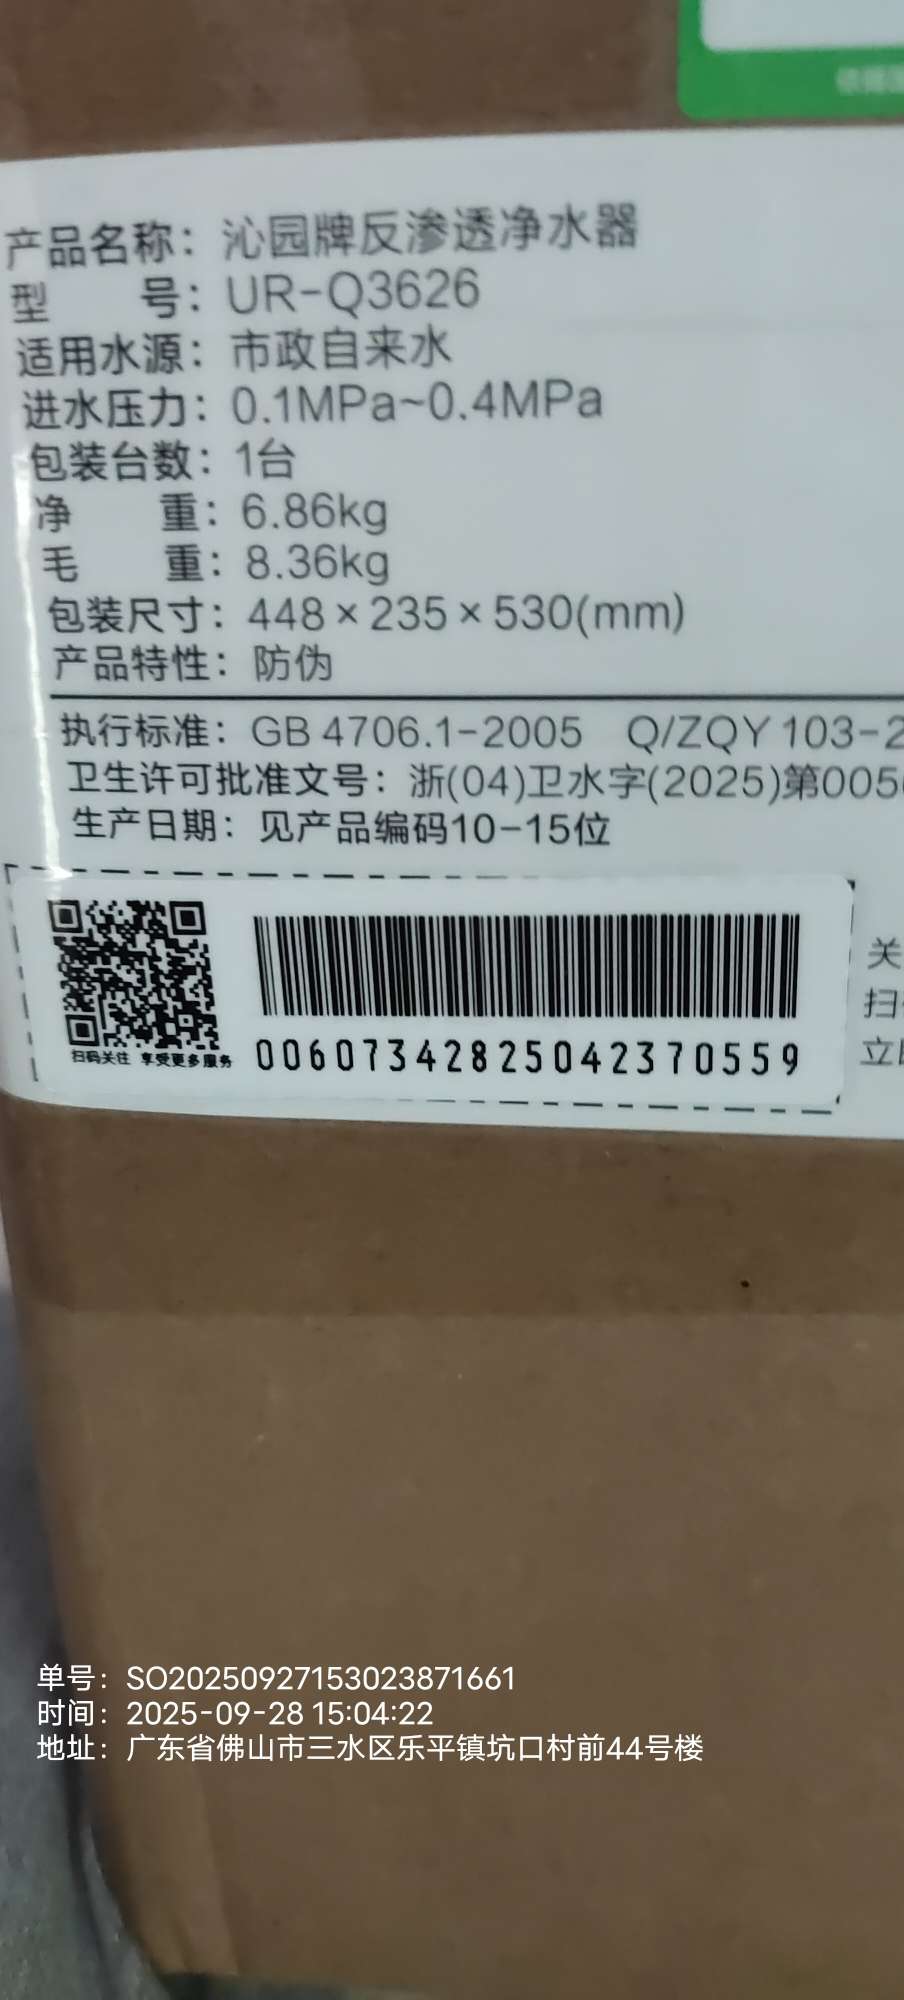 产品名称：沁园牌反渗透净水器
型 号：UR-Q3626
适用水源：市政自来水
进水压力：0.1MPa~0.4MPa
包装台数：1台
净 重：6.86kg
毛 重：8.36kg
包装尺寸：448×235×530(mm)
产品特性：防伪
执行标准：GB 4706.1-2005 Q/ZQY 103-2
卫生许可批准文号：浙(04)卫水字(2025)第005
生产日期：见产品编码10-15位
关
扫
立
扫码关注 享受更多服务
00607342825042370559
单号：SO20250927153023871661
时间：2025-09-28 15:04:22
地址：广东省佛山市三水区乐平镇坑口村前44号楼